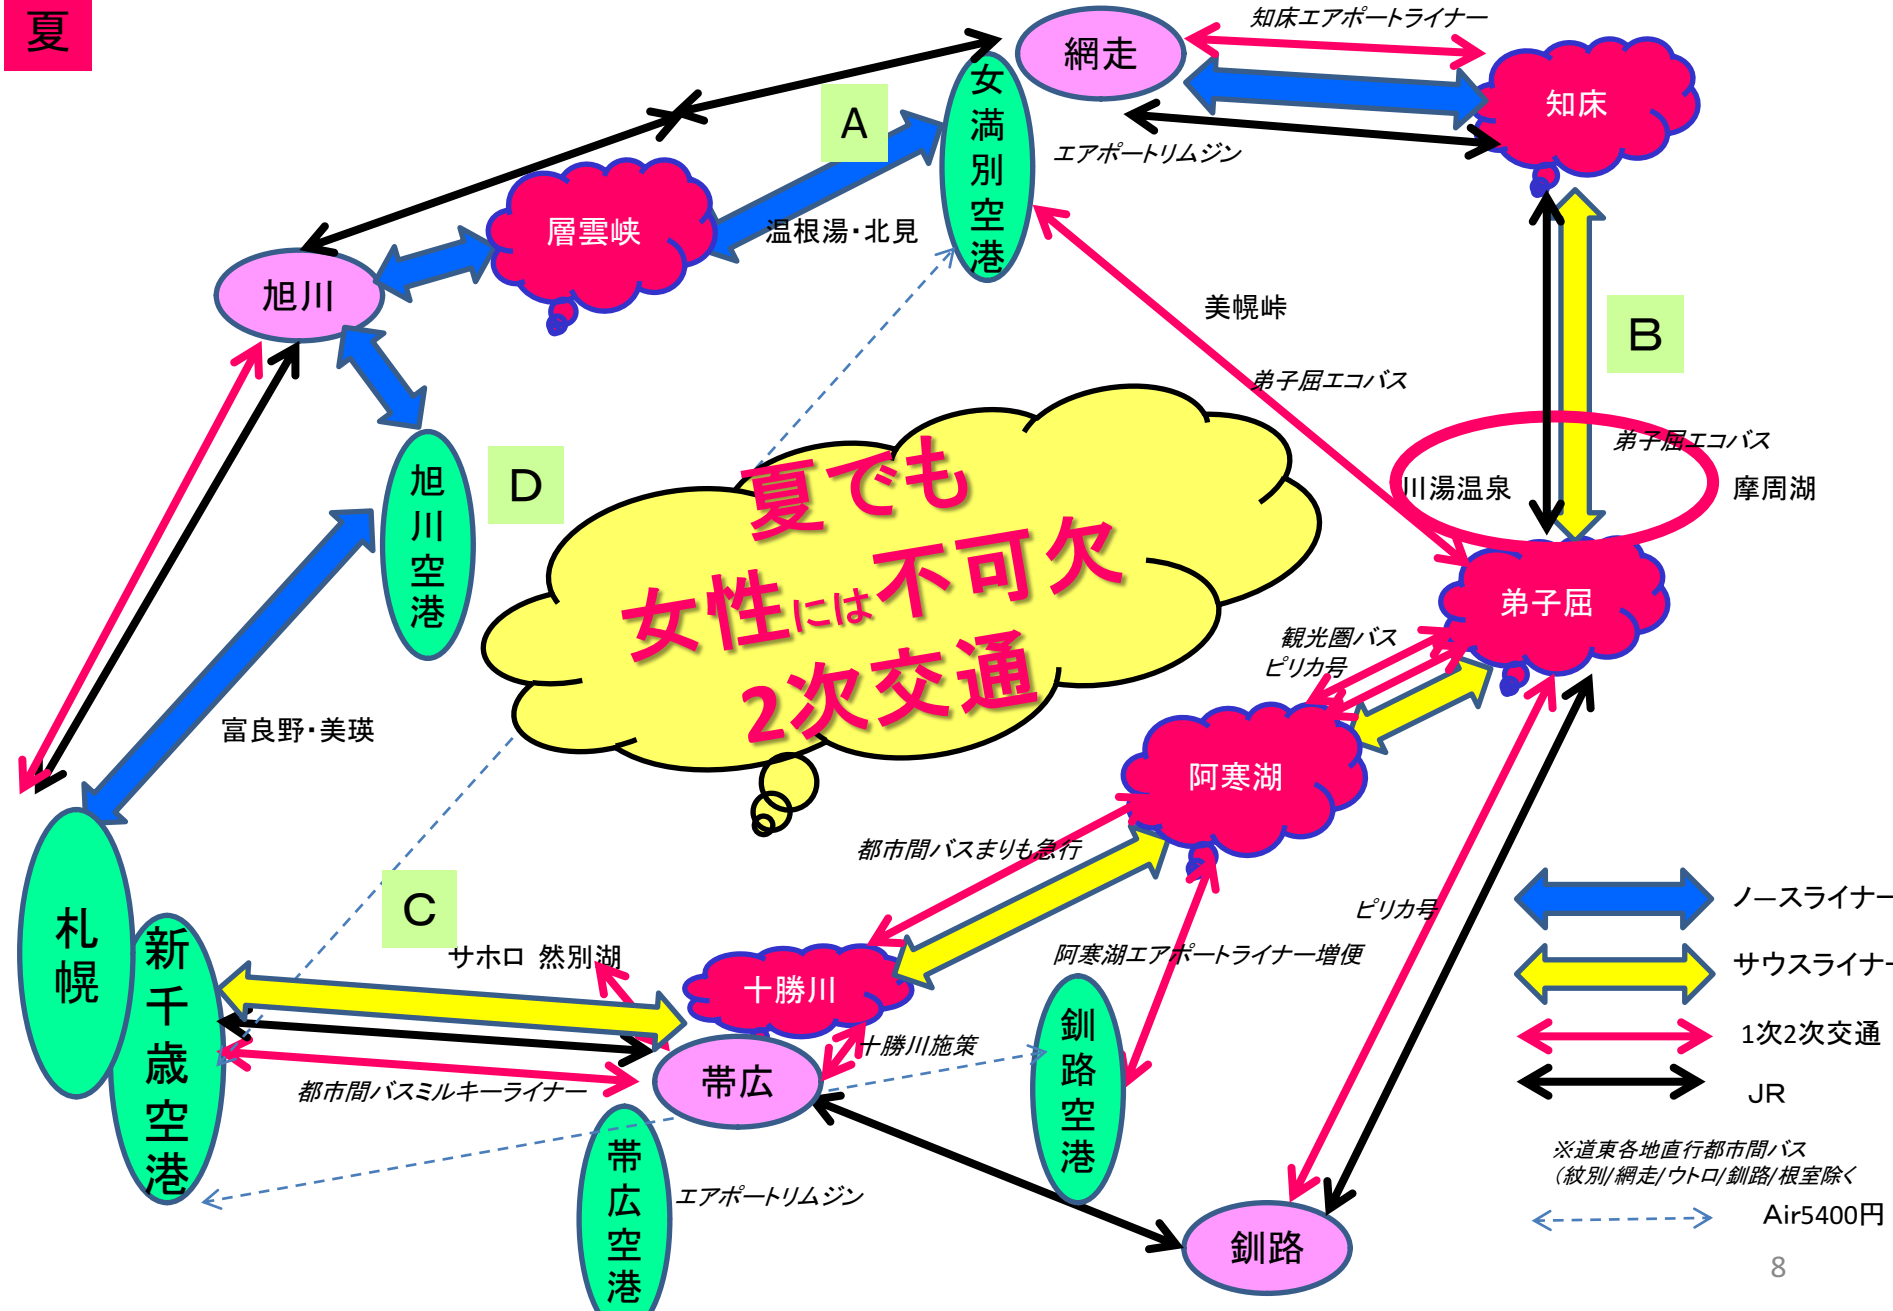 夏
知床エアポートライナー
網走
知床
女満別空港
A
エアポートリムジン
層雲峡
温根湯・北見
旭川
美幌峠
B
弟子屈エコバス
弟子屈エコバス
川湯温泉
摩周湖
旭川空港
D
夏でも
女性には不可欠
2次交通
弟子屈
観光圏バス
ピリカ号
富良野・美瑛
阿寒湖
都市間バスまりも急行
ピリカ号
ノースライナー
C
札幌
新千歳空港
サホロ 然別湖
阿寒湖エアポートライナー増便
サウスライナー
十勝川
釧路空港
1次2次交通
十勝川施策
帯広
都市間バスミルキーライナー
JR
帯広空港
エアポートリムジン
※道東各地直行都市間バス
（紋別/網走/ウトロ/釧路/根室除く
釧路
Air5400円
8